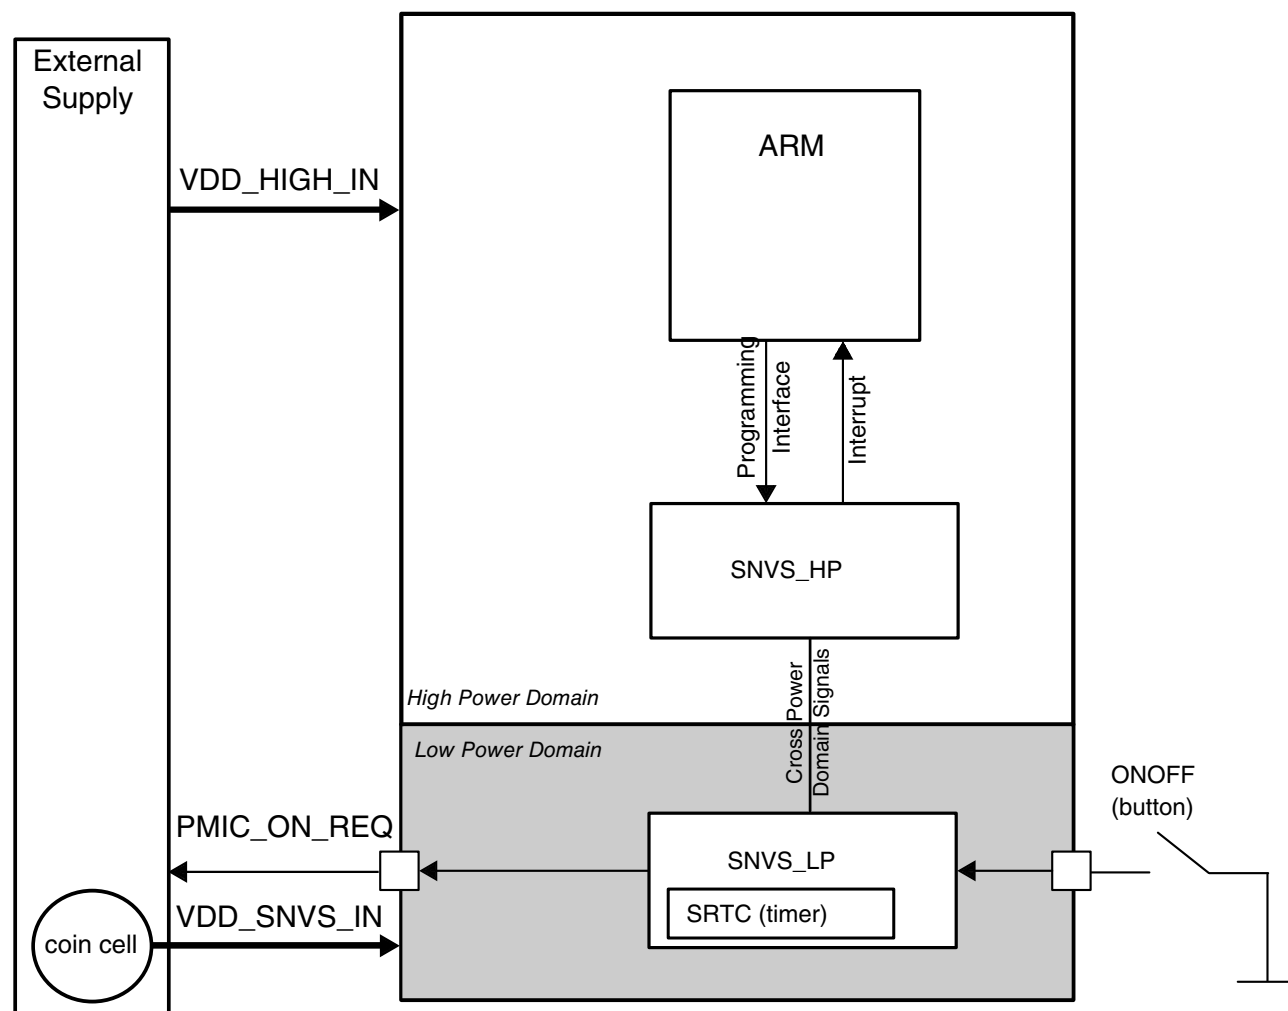 External
Supply
VDD_HIGH_IN
ARM
Programming
Interface
Interrupt
SNVS_HP
Cross Power
Domain Signals
High Power Domain
Low Power Domain
ONOFF
(button)
PMIC_ON_REQ
SNVS_LP
SRTC (timer)
VDD_SNVS_IN
coin cell